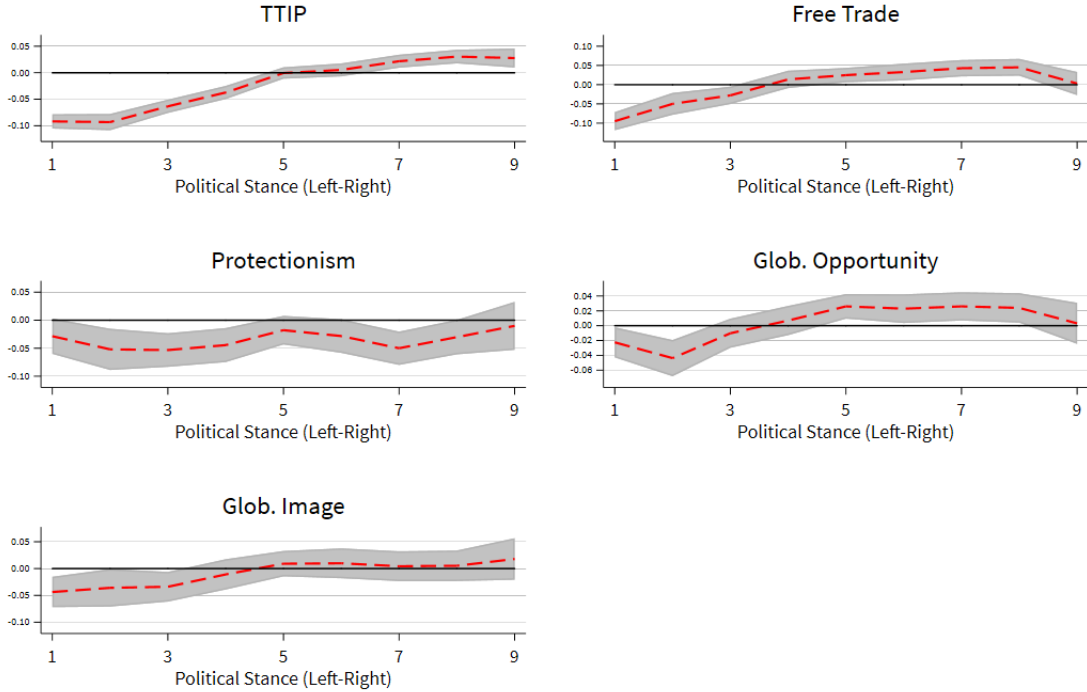 TTIP
0.05
0.00
-0.05
-0.10
1 3 5 7 9
Political Stance (Left-Right)
Free Trade
0.10
0.05
0.00
-0.05
-0.10
1 3 5 7 9
Political Stance (Left-Right)
Protectionism
0.05
0.00
-0.05
-0.10
1 3 5 7 9
Political Stance (Left-Right)
Glob. Opportunity
0.04
0.02
0.00
-0.02
-0.04
-0.06
1 3 5 7 9
Political Stance (Left-Right)
Glob. Image
0.05
0.00
-0.05
-0.10
1 3 5 7 9
Political Stance (Left-Right)